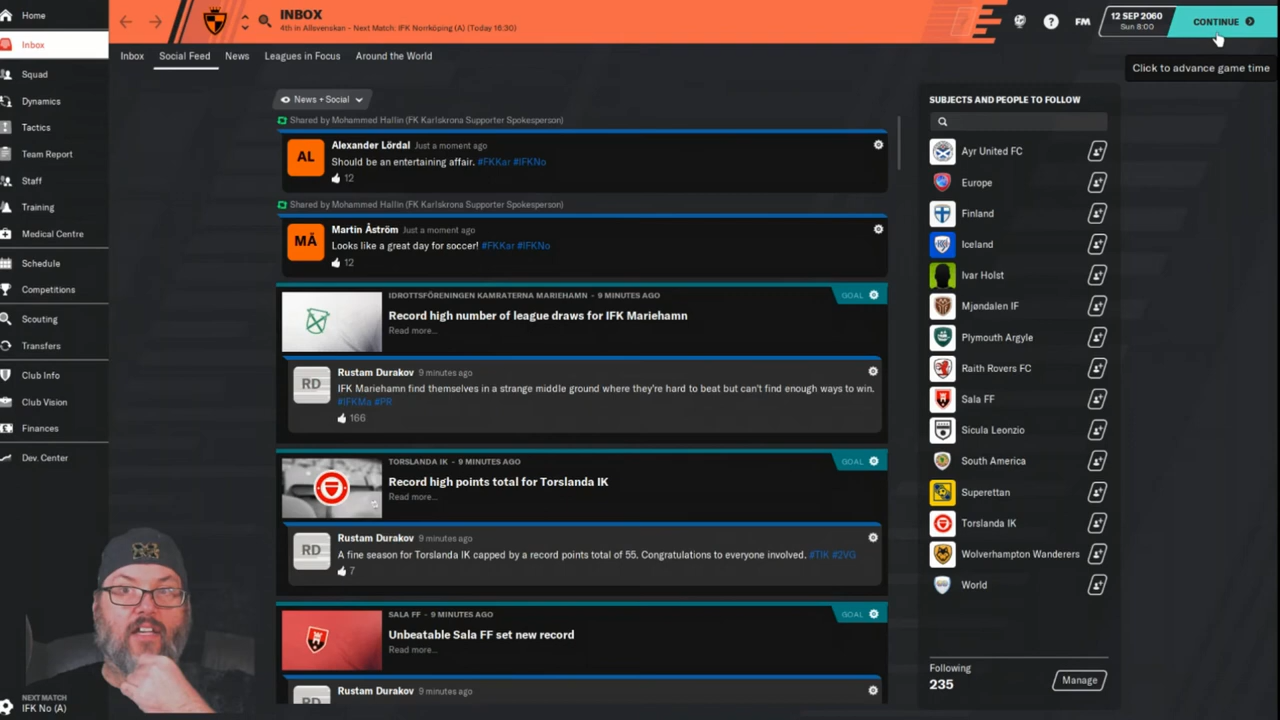 Home
Inbox
Squad
Dynamics
Tactics
Team Report
Staff
Training
Medical Centre
Schedule
Competitions
Scouting
Transfers
Club Info
Club Vision
Finances
Dev. Center
NEXT MATCH
IFK No (A)
INBOX
4th in Allsvenskan - Next Match: IFK Norrköping (A) (Today 16:30)
FM
12 SEP 2060
Sun 8:00
CONTINUE
Click to advance game time
Inbox Social Feed News Leagues in Focus Around the World
News + Social
Shared by Mohammed Hallin (FK Karlskrona Supporter Spokesperson)
AL
Alexander Lördal Just a moment ago
Should be an entertaining affair. #FKKar #IFKNo
12
Shared by Mohammed Hallin (FK Karlskrona Supporter Spokesperson)
MÅ
Martin Åström Just a moment ago
Looks like a great day for soccer! #FKKar #IFKNo
12
IDROTTSFÖRENINGEN KAMRATERNA MARIEHAMN - 9 MINUTES AGO
GOAL
Record high number of league draws for IFK Mariehamn
Read more...
RD
Rustam Durakov 9 minutes ago
IFK Mariehamn find themselves in a strange middle ground where they're hard to beat but can't find enough ways to win.
#IFKMa #PR
166
TORSLANDA IK - 9 MINUTES AGO
GOAL
Record high points total for Torslanda IK
Read more...
RD
Rustam Durakov 9 minutes ago
A fine season for Torslanda IK capped by a record points total of 55. Congratulations to everyone involved. #TIK #2VG
7
SALA FF - 9 MINUTES AGO
GOAL
Unbeatable Sala FF set new record
Read more...
RD
Rustam Durakov 9 minutes ago
SUBJECTS AND PEOPLE TO FOLLOW
Ayr United FC
Europe
Finland
Iceland
Ivar Holst
Mjøndalen IF
Plymouth Argyle
Raith Rovers FC
Sala FF
Sicula Leonzio
South America
Superettan
Torslanda IK
Wolverhampton Wanderers
World
Following
235
Manage